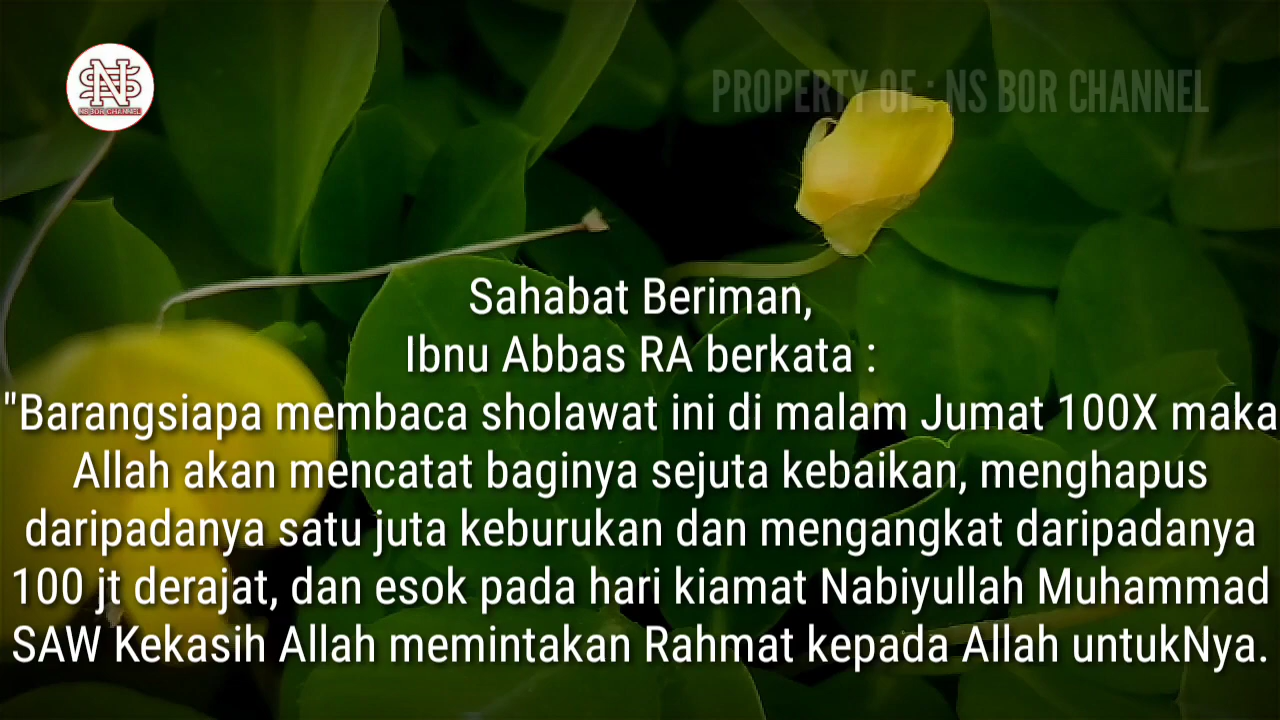 NS BOR CHANNEL
PROPERTY OF : NS BOR CHANNEL
Sahabat Beriman,
Ibnu Abbas RA berkata :
"Barangsiapa membaca sholawat ini di malam Jumat 100X maka
Allah akan mencatat baginya sejuta kebaikan, menghapus
daripadanya satu juta keburukan dan mengangkat daripadanya
100 jt derajat, dan esok pada hari kiamat Nabiyullah Muhammad
SAW Kekasih Allah memintakan Rahmat kepada Allah untukNya.